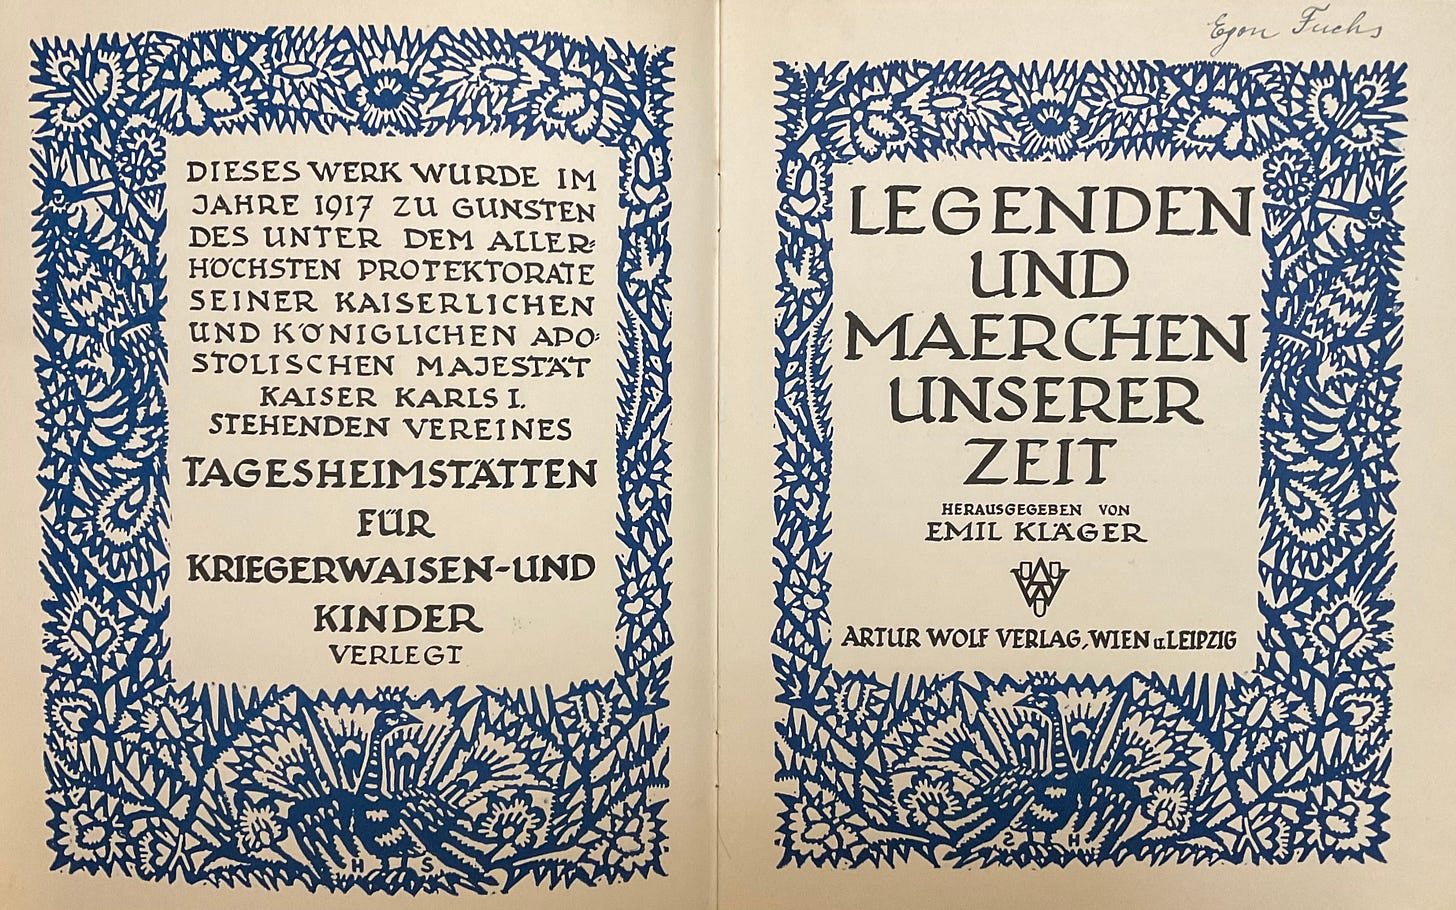 DIESES WERK WURDE IM
JAHRE 1917 ZU GUNSTEN
DES UNTER DEM ALLER=
HÖCHSTEN PROTEKTORATE
SEINER KAISERLICHEN
UND KÖNIGLICHEN APO=
STOLISCHEN MAJESTÄT
KAISER KARLS I.
STEHENDEN VEREINES
TAGESHEIMSTÄTTEN
FÜR
KRIEGERWAISEN-UND
KINDER
VERLEGT
H S
Egon Fuchs
LEGENDEN
UND
MAERCHEN
UNSERER
ZEIT
HERAUSGEGEBEN VON
EMIL KLÄGER
WAW
ARTUR WOLF VERLAG, WIEN u. LEIPZIG
S H